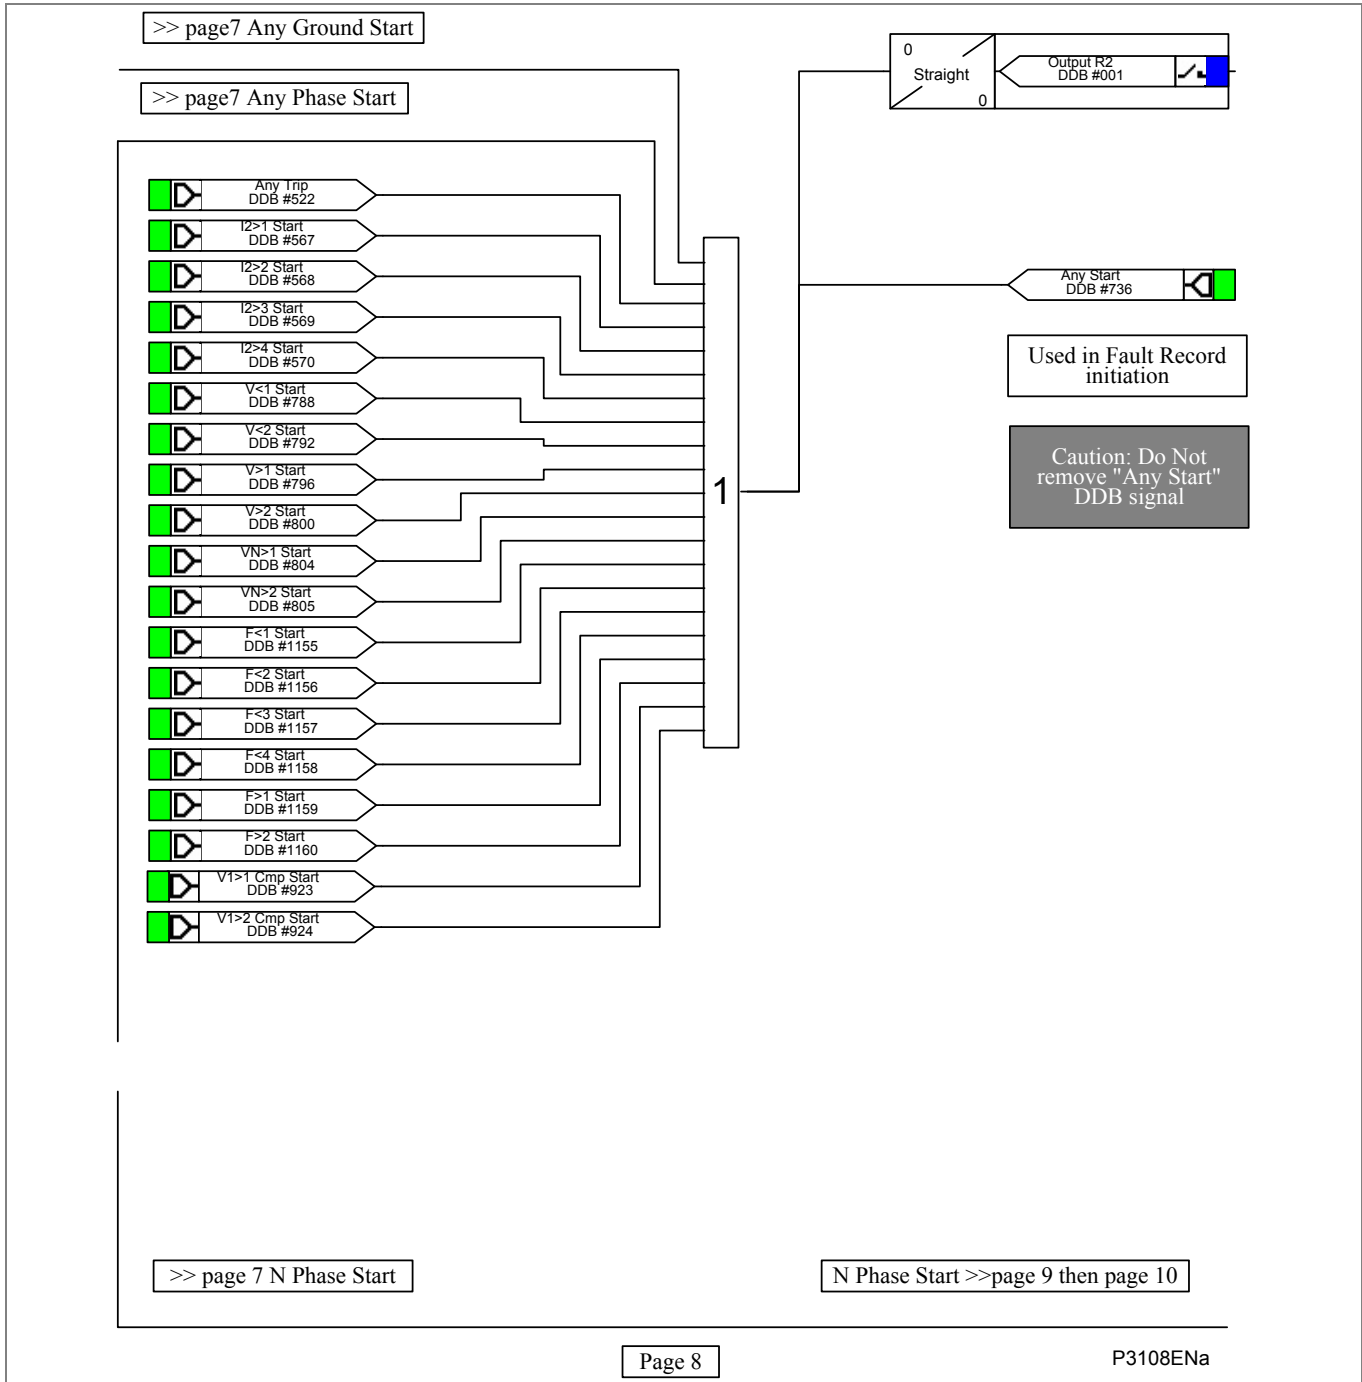 >> page7 Any Ground Start
>> page7 Any Phase Start
0
Straight
0
Output R2
DDB #001
Any Trip
DDB #522
I2>1 Start
DDB #567
I2>2 Start
DDB #568
I2>3 Start
DDB #569
I2>4 Start
DDB #570
V<1 Start
DDB #788
V<2 Start
DDB #792
V>1 Start
DDB #796
V>2 Start
DDB #800
VN>1 Start
DDB #804
VN>2 Start
DDB #805
F<1 Start
DDB #1155
F<2 Start
DDB #1156
F<3 Start
DDB #1157
F<4 Start
DDB #1158
F>1 Start
DDB #1159
F>2 Start
DDB #1160
V1>1 Cmp Start
DDB #923
V1>2 Cmp Start
DDB #924
1
Any Start
DDB #736
Used in Fault Record
initiation
Caution: Do Not
remove "Any Start"
DDB signal
>> page 7 N Phase Start
N Phase Start >>page 9 then page 10
Page 8
P3108ENa